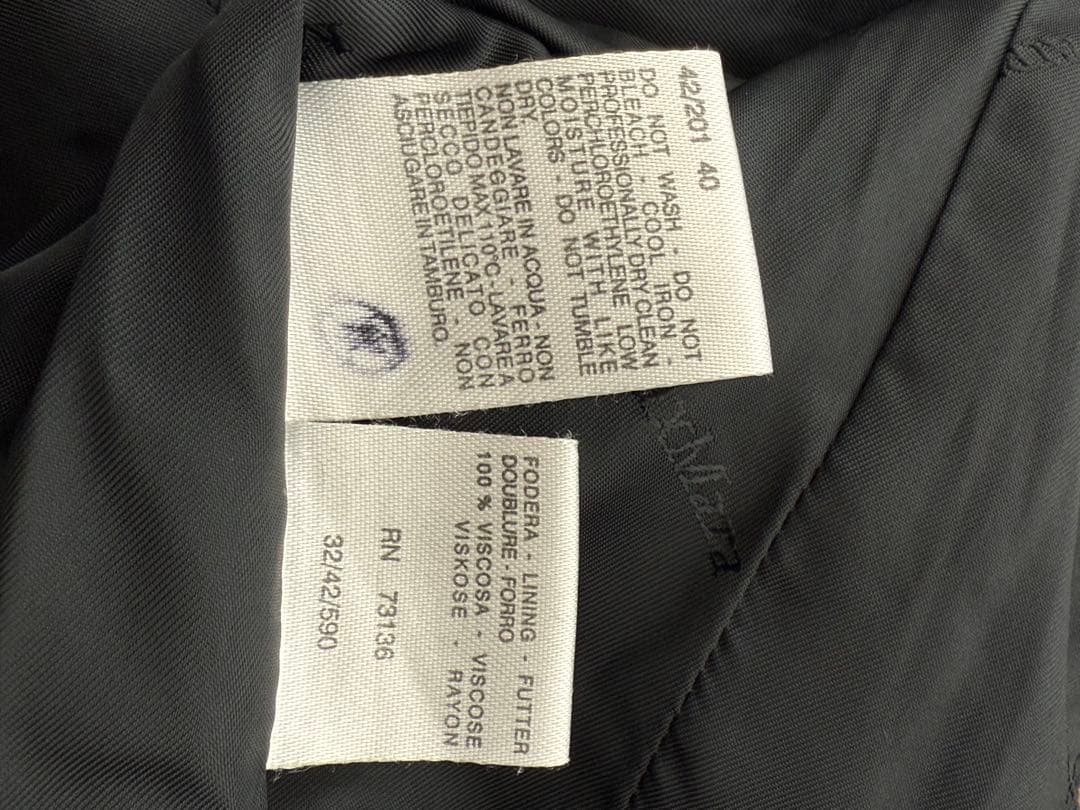 42/201 40
DO NOT WASH - DO NOT
BLEACH - COOL IRON -
PROFESSIONALLY DRY CLEAN
PERCHLOROETHYLENE LOW
MOISTURE WITH LIKE
COLORS - DO NOT TUMBLE
DRY.
NON LAVARE IN ACQUA - NON
CANDEGGIARE - FERRO
TIEPIDO MAX 110°C - LAVARE A
SECCO DELICATO CON
PERCLOROETILENE - NON
ASCIUGARE IN TAMBURO.
FODERA - LINING - FUTTER
DOUBLURE - FORRO
100 % VISCOSA - VISCOSE
VISKOSE - RAYON
RN 73136
32/42/590
xMara